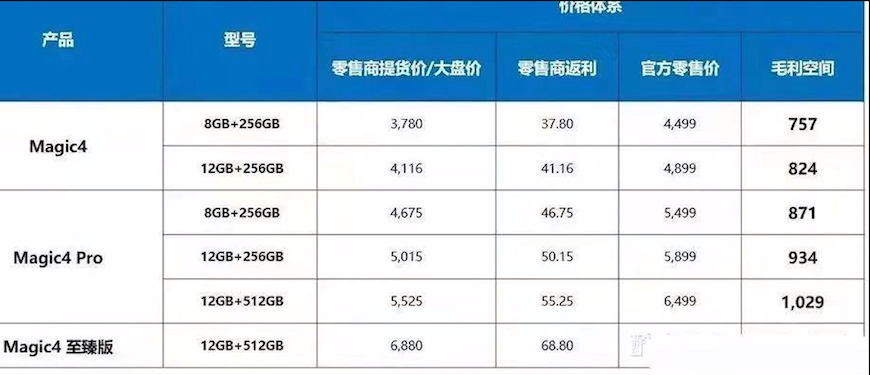 价格体系
产品 型号
零售商提货价/大盘价 零售商返利 官方零售价 毛利空间
Magic4
8GB+256GB 3,780 37.80 4,499 757
12GB+256GB 4,116 41.16 4,899 824
Magic4 Pro
8GB+256GB 4,675 46.75 5,499 871
12GB+256GB 5,015 50.15 5,899 934
12GB+512GB 5,525 55.25 6,499 1,029
Magic4 至臻版 12GB+512GB 6,880 68.80